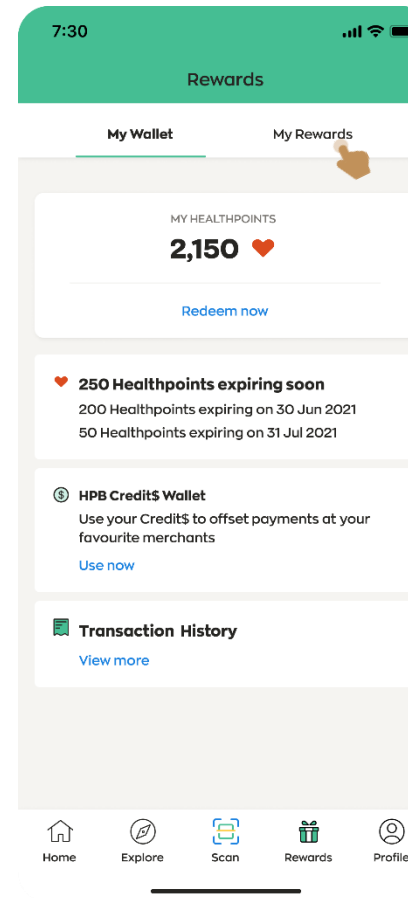 7:30
Rewards
My Wallet
My Rewards
MY HEALTHPOINTS
2,150
Redeem now
250 Healthpoints expiring soon
200 Healthpoints expiring on 30 Jun 2021
50 Healthpoints expiring on 31 Jul 2021
HPB Credit$ Wallet
Use your Credit$ to offset payments at your
favourite merchants
Use now
Transaction History
View more
Home
Explore
Scan
Rewards
Profile